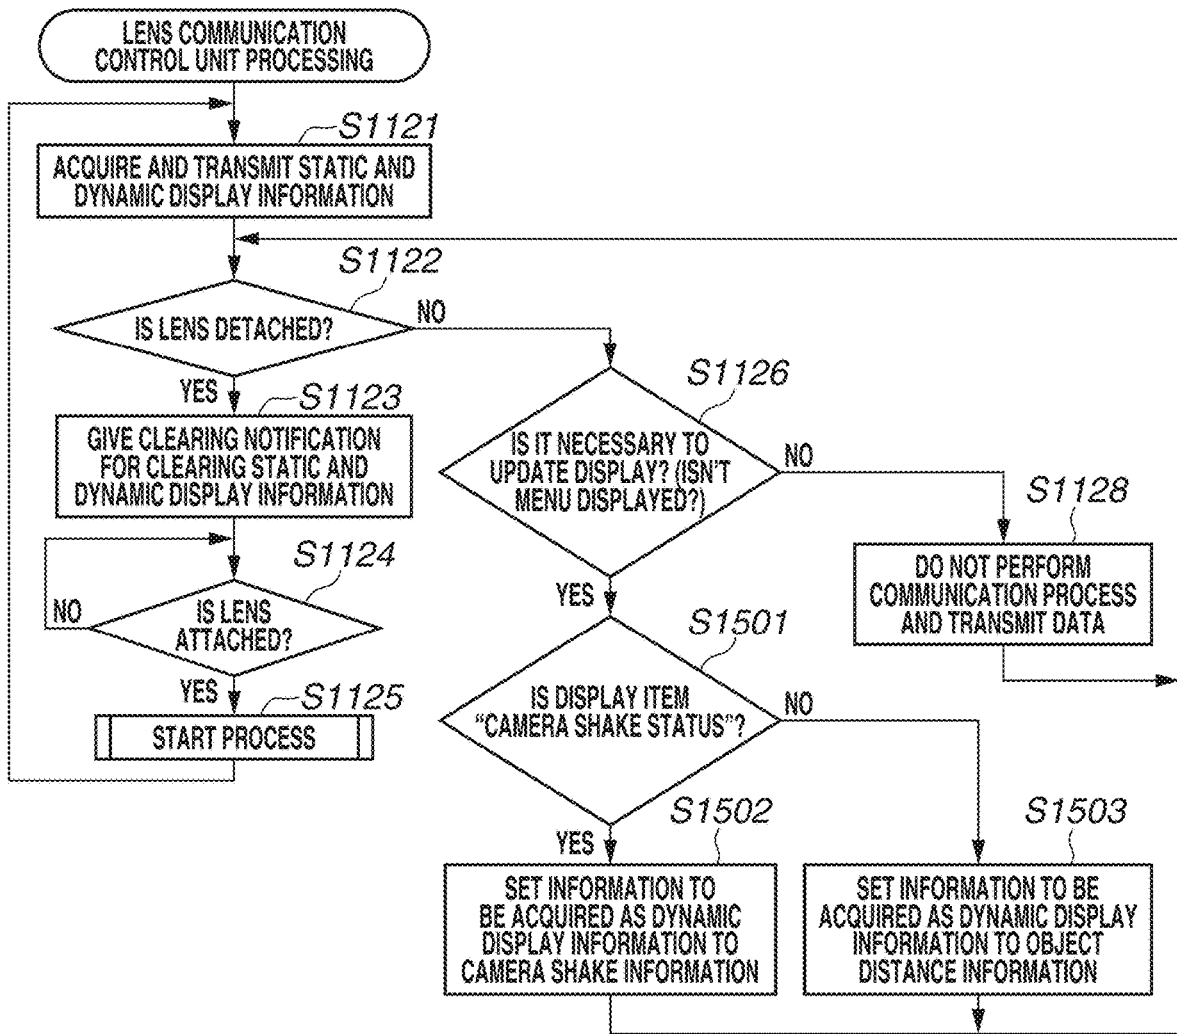 LENS COMMUNICATION
CONTROL UNIT PROCESSING
S1121
ACQUIRE AND TRANSMIT STATIC AND
DYNAMIC DISPLAY INFORMATION
S1122
IS LENS DETACHED?
NO
YES
S1123
GIVE CLEARING NOTIFICATION
FOR CLEARING STATIC AND
DYNAMIC DISPLAY INFORMATION
S1124
NO
IS LENS
ATTACHED?
YES
S1125
START PROCESS
S1126
IS IT NECESSARY TO
UPDATE DISPLAY? (ISN'T
MENU DISPLAYED?)
NO
YES
S1128
DO NOT PERFORM
COMMUNICATION PROCESS
AND TRANSMIT DATA
S1501
IS DISPLAY ITEM
"CAMERA SHAKE STATUS"?
NO
YES
S1502
SET INFORMATION TO
BE ACQUIRED AS DYNAMIC
DISPLAY INFORMATION TO
CAMERA SHAKE INFORMATION
S1503
SET INFORMATION TO BE
ACQUIRED AS DYNAMIC DISPLAY
INFORMATION TO OBJECT
DISTANCE INFORMATION